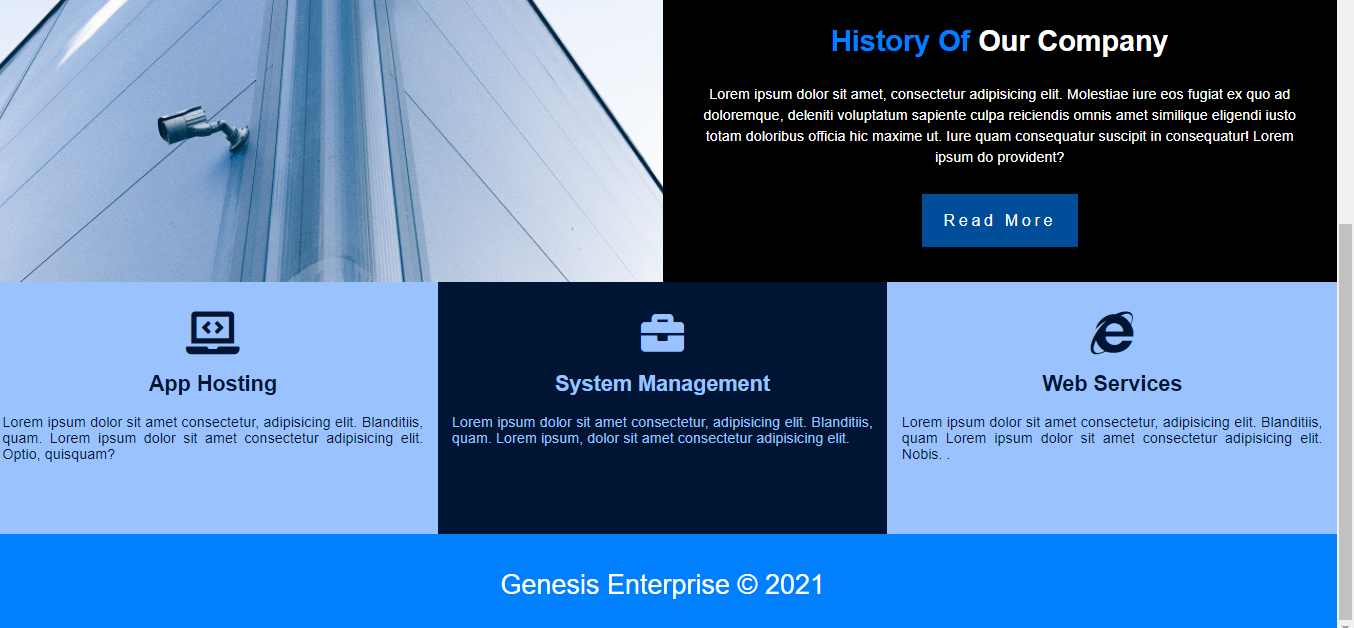 History Of Our Company
Lorem ipsum dolor sit amet, consectetur adipisicing elit. Molestiae iure eos fugiat ex quo ad
doloremque, deleniti voluptatum sapiente culpa reiciendis omnis amet similique eligendi iusto
totam doloribus officia hic maxime ut. Iure quam consequatur suscipit in consequatur! Lorem
ipsum do provident?
Read More
App Hosting
Lorem ipsum dolor sit amet consectetur, adipisicing elit. Blanditiis,
quam. Lorem ipsum dolor sit amet consectetur adipisicing elit.
Optio, quisquam?
System Management
Lorem ipsum dolor sit amet consectetur, adipisicing elit. Blanditiis,
quam. Lorem ipsum, dolor sit amet consectetur adipisicing elit.
Web Services
Lorem ipsum dolor sit amet consectetur, adipisicing elit. Blanditiis,
quam Lorem ipsum dolor sit amet consectetur adipisicing elit.
Nobis. .
Genesis Enterprise © 2021